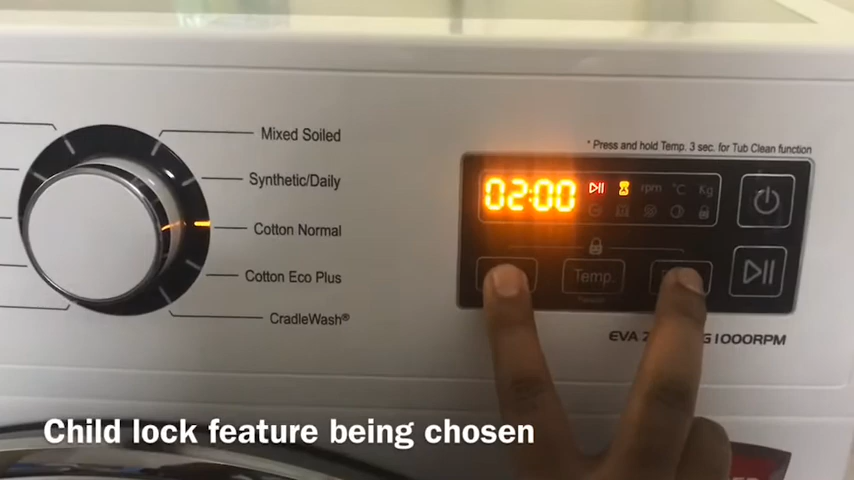 Mixed Soiled
* Press and hold Temp. 3 sec. for Tub Clean function
Synthetic/Daily
02:00 rpm °C Kg
Cotton Normal
Cotton Eco Plus
Temp.
CradleWash®
EVA 1000RPM
Child lock feature being chosen